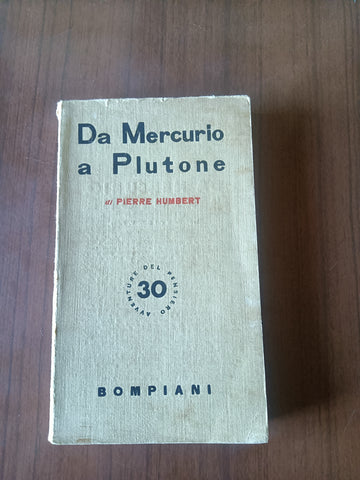 Da Mercurio
a Plutone
di PIERRE HUMBERT
AVVENTURE DEL PENSIERO
30
BOMPIANI